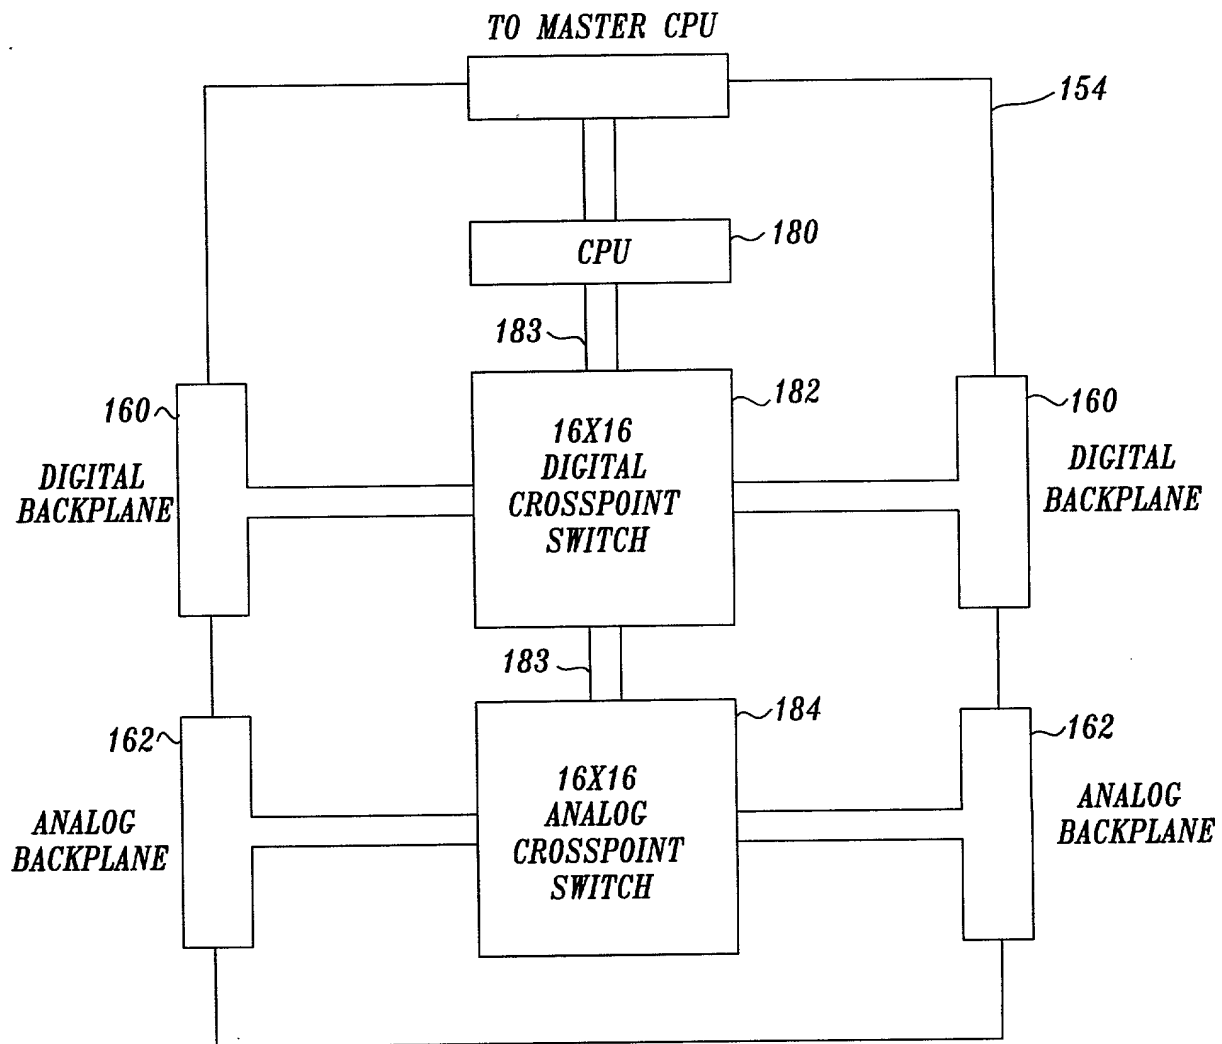 TO MASTER CPU
154
CPU
180
183
182
160
16X16
DIGITAL
CROSSPOINT
SWITCH
160
DIGITAL
BACKPLANE
DIGITAL
BACKPLANE
183
184
162
16X16
ANALOG
CROSSPOINT
SWITCH
162
ANALOG
BACKPLANE
ANALOG
BACKPLANE